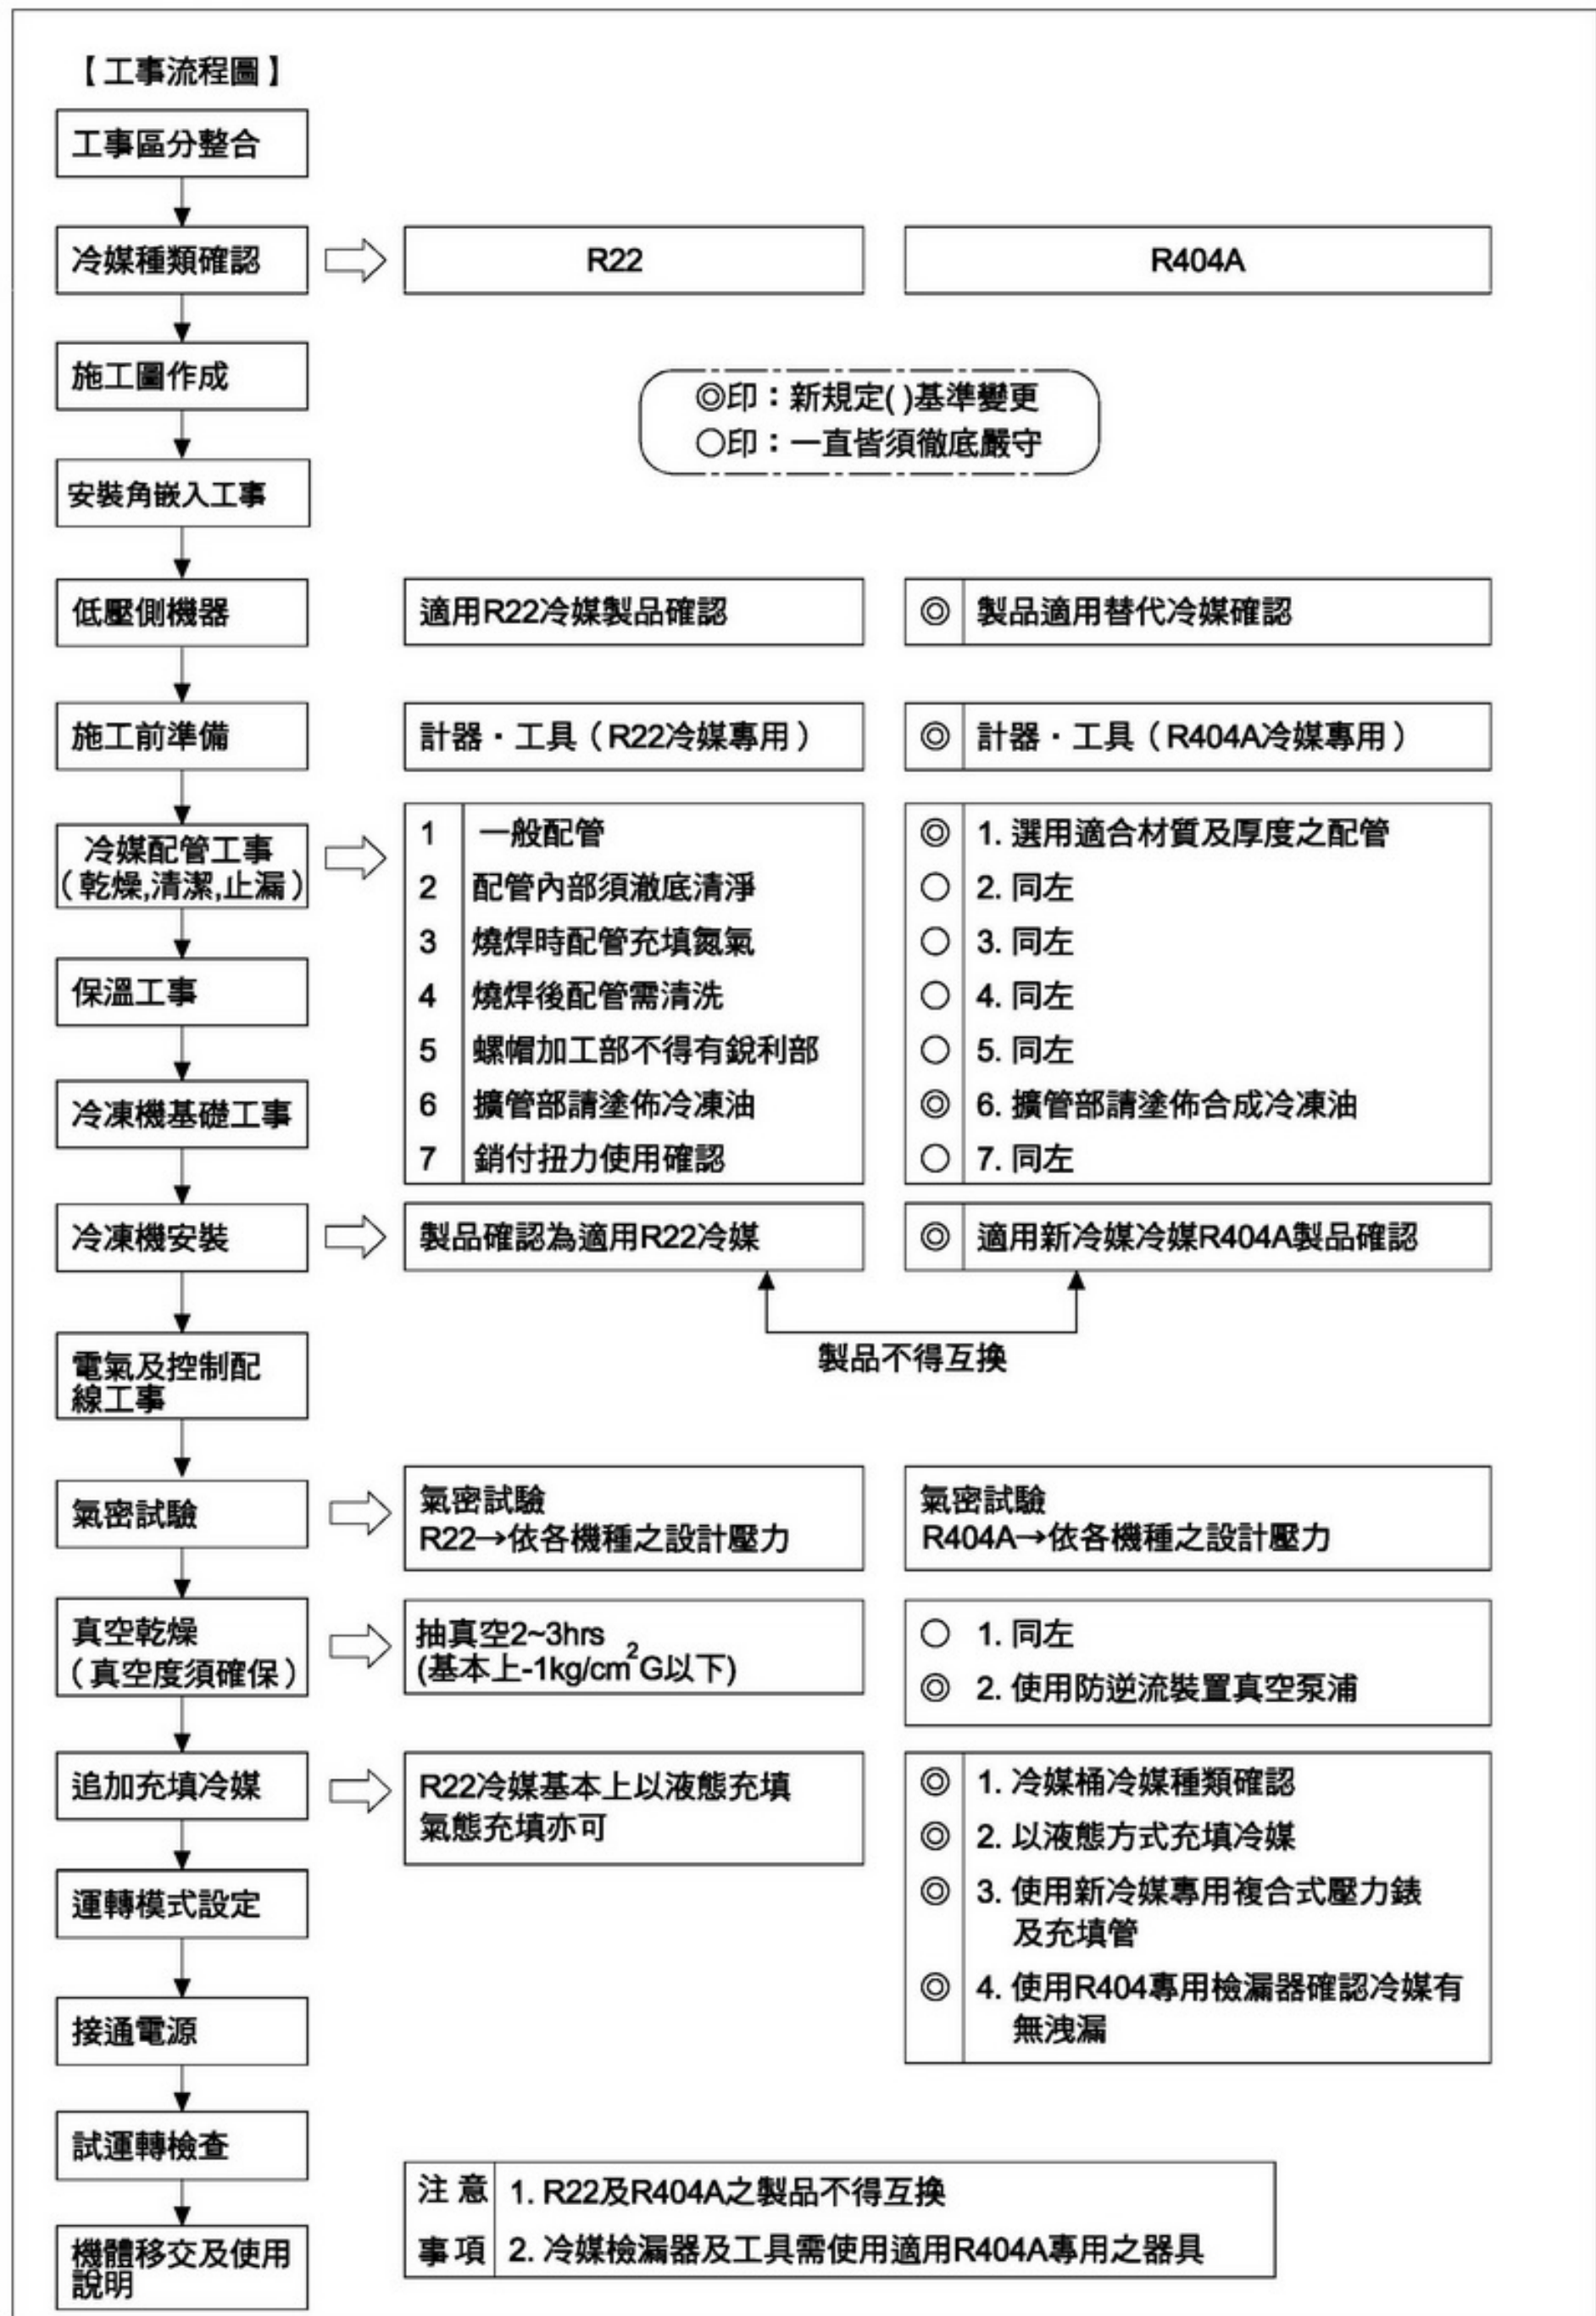 【工事流程圖】
工事區分整合
冷媒種類確認
R22
R404A
施工圖作成
◎印：新規定( )基準變更
○印：一直皆須徹底嚴守
安裝角嵌入工事
低壓側機器
適用R22冷媒製品確認
◎ 製品適用替代冷媒確認
施工前準備
計器・工具（R22冷媒專用）
◎ 計器・工具（R404A冷媒專用）
冷媒配管工事
（乾燥,清潔,止漏）
1 一般配管
2 配管內部須澈底清淨
3 燒焊時配管充填氮氣
4 燒焊後配管需清洗
5 螺帽加工部不得有銳利部
6 擴管部請塗佈冷凍油
7 銷付扭力使用確認
◎ 1. 選用適合材質及厚度之配管
○ 2. 同左
○ 3. 同左
○ 4. 同左
○ 5. 同左
◎ 6. 擴管部請塗佈合成冷凍油
○ 7. 同左
保溫工事
冷凍機基礎工事
冷凍機安裝
製品確認為適用R22冷媒
◎ 適用新冷媒冷媒R404A製品確認
製品不得互換
電氣及控制配
線工事
氣密試驗
氣密試驗
R22→依各機種之設計壓力
氣密試驗
R404A→依各機種之設計壓力
真空乾燥
（真空度須確保）
抽真空2~3hrs
(基本上-1kg/cm²G以下)
○ 1. 同左
◎ 2. 使用防逆流裝置真空泵浦
追加充填冷媒
R22冷媒基本上以液態充填
氣態充填亦可
◎ 1. 冷媒桶冷媒種類確認
◎ 2. 以液態方式充填冷媒
◎ 3. 使用新冷媒專用複合式壓力錶
及充填管
◎ 4. 使用R404專用檢漏器確認冷媒有
無洩漏
運轉模式設定
接通電源
試運轉檢查
機體移交及使用
說明
注意
事項
1. R22及R404A之製品不得互換
2. 冷媒檢漏器及工具需使用適用R404A專用之器具